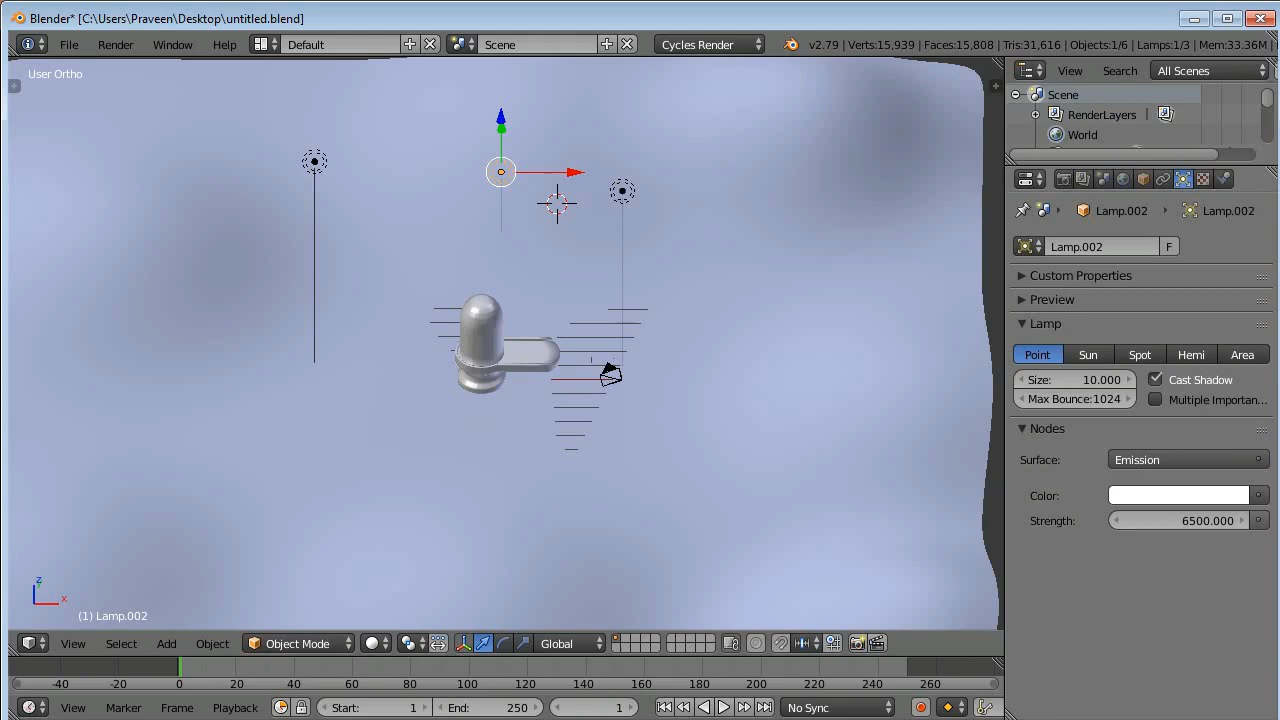 Blender* [C:\Users\Praveen\Desktop\untitled.blend]
File Render Window Help Default Scene Cycles Render v2.79 | Verts:15,939 | Faces:15,808 | Tris:31,616 | Objects:1/6 | Lamps:1/3 | Mem:33.36M |
User Ortho
View Search All Scenes
Scene
RenderLayers
World
Lamp.002 Lamp.002
Lamp.002 F
Custom Properties
Preview
Lamp
Point Sun Spot Hemi Area
Size: 10.000 Cast Shadow
Max Bounce:1024 Multiple Importan...
Nodes
Surface: Emission
Color:
Strength: 6500.000
z
x
(1) Lamp.002
View Select Add Object Object Mode Global
-40 -20 0 20 40 60 80 100 120 140 160 180 200 220 240 260
View Marker Frame Playback Start: 1 End: 250 1 No Sync